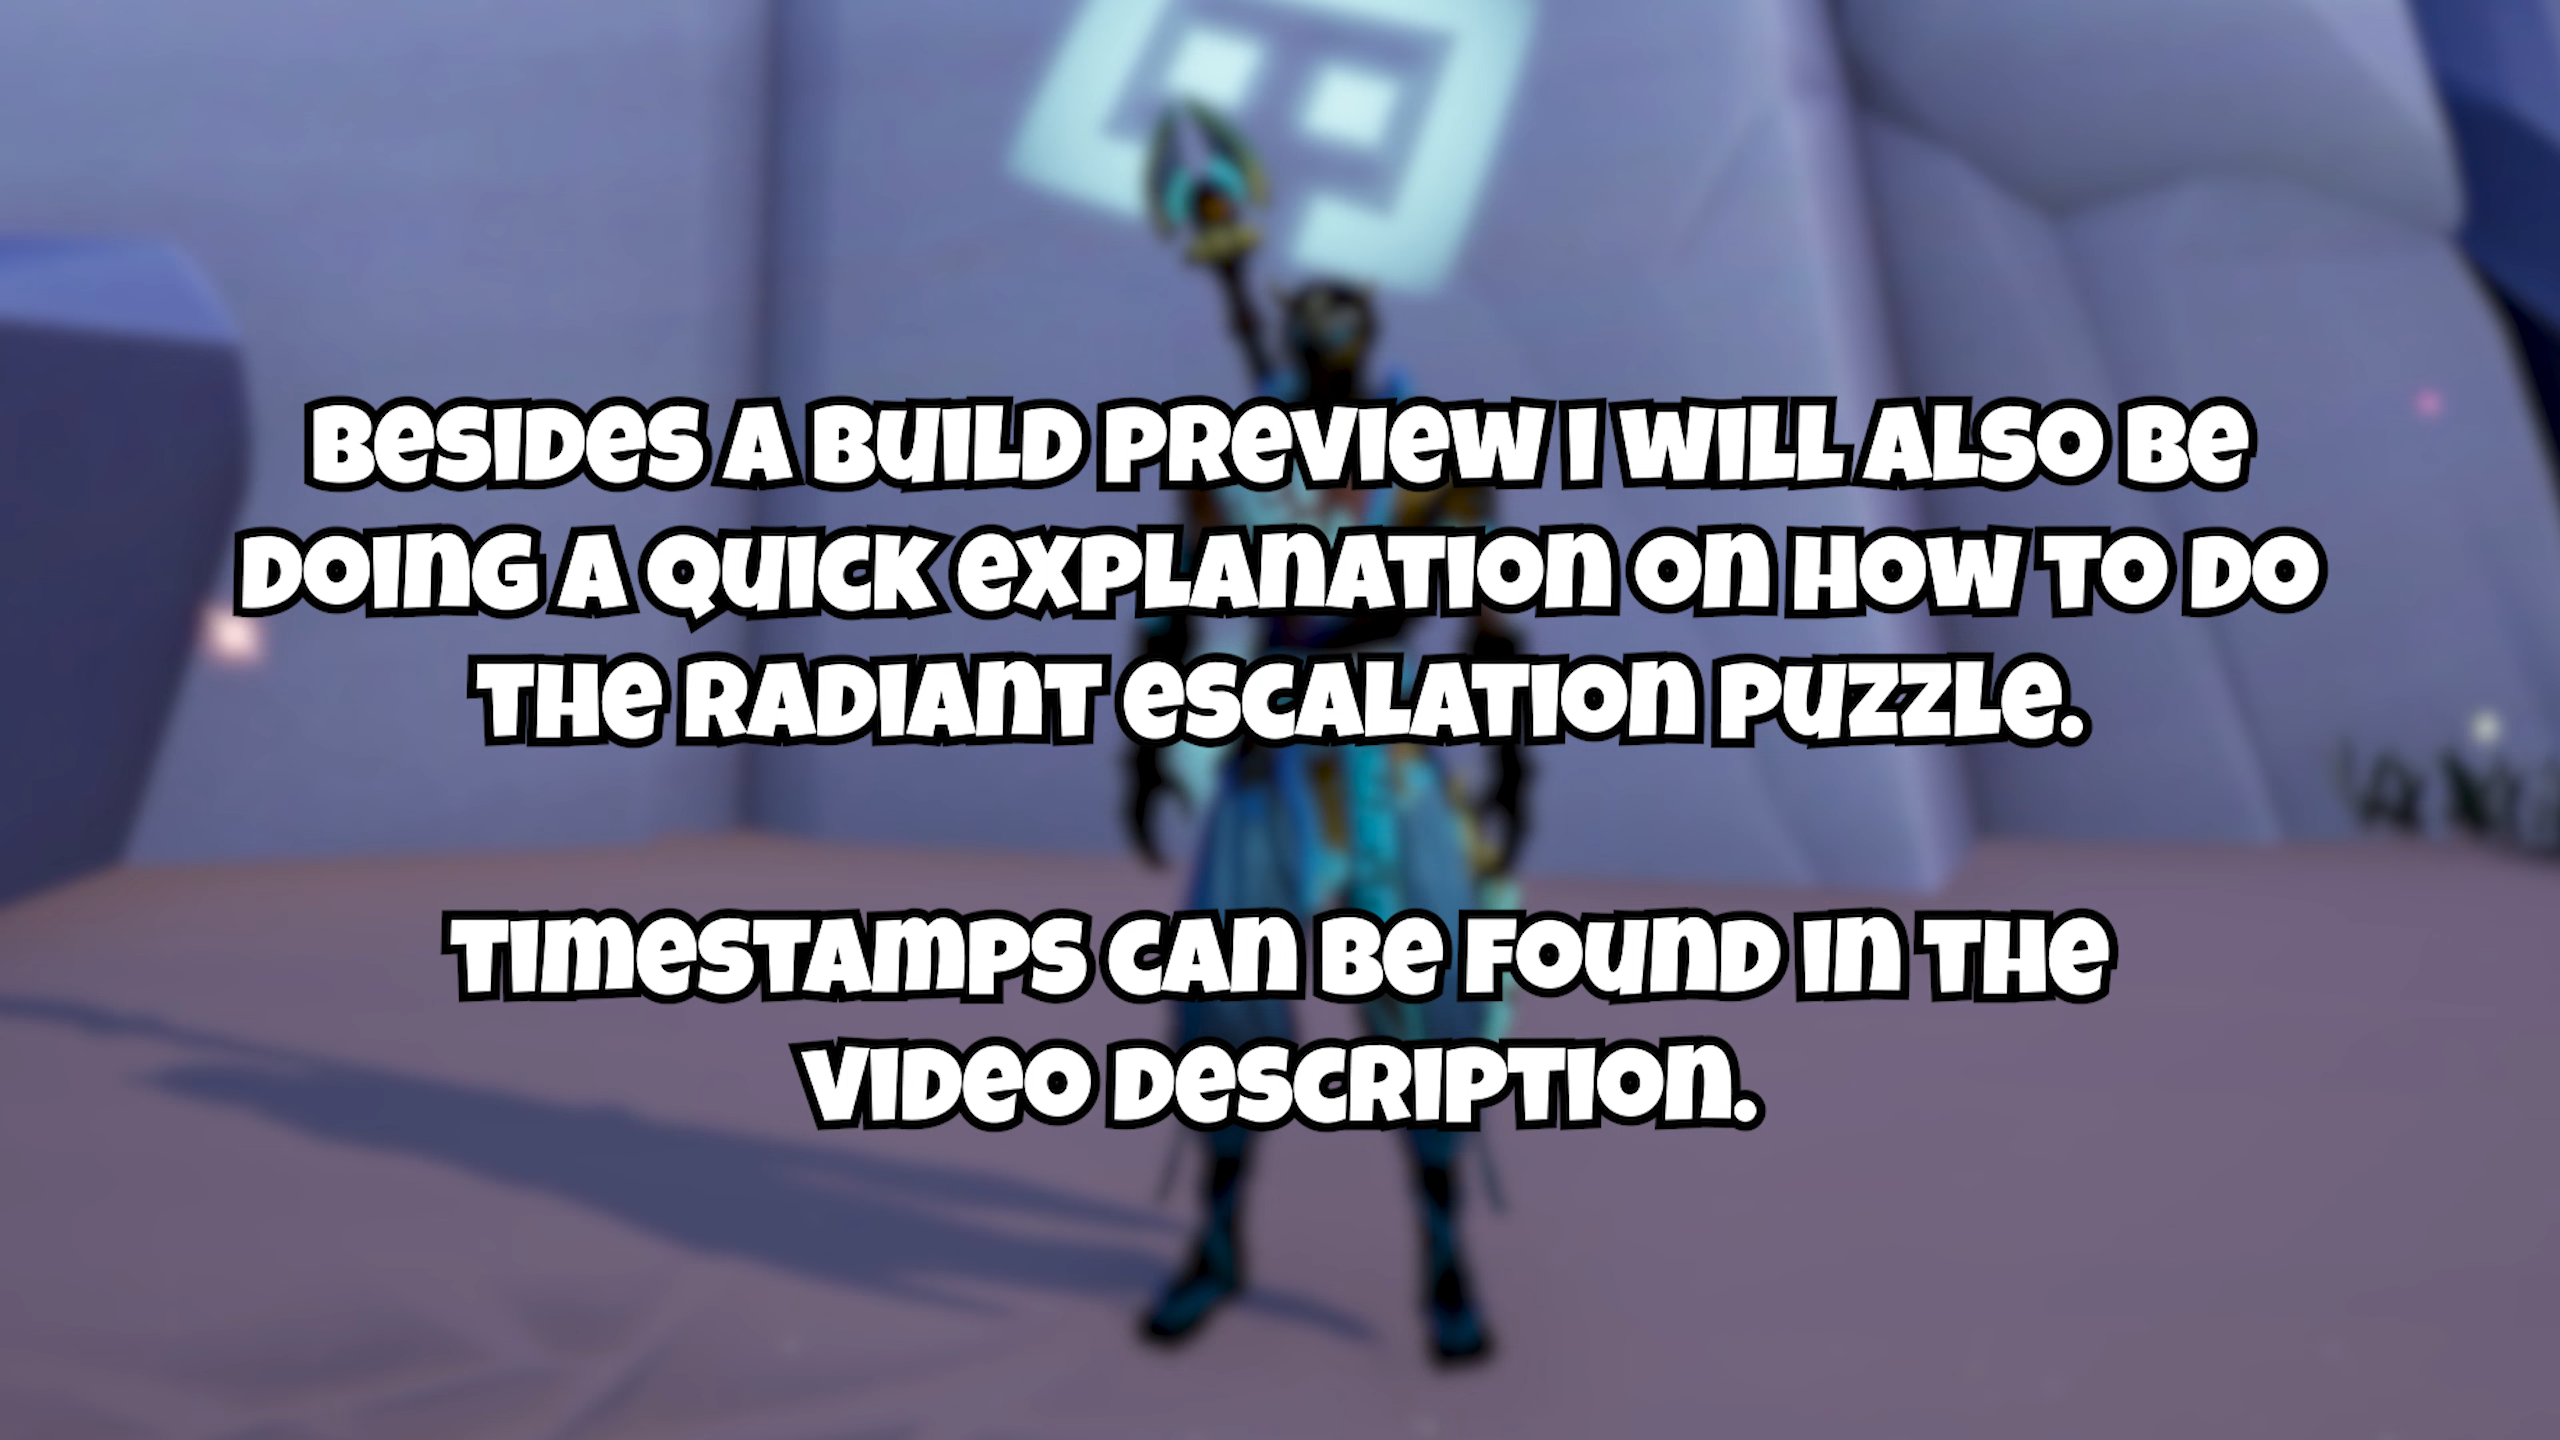 Besides a build preview I will also be
doing a quick explanation on how to do
the radiant escalation puzzle.
Timestamps can be found in the
video description.